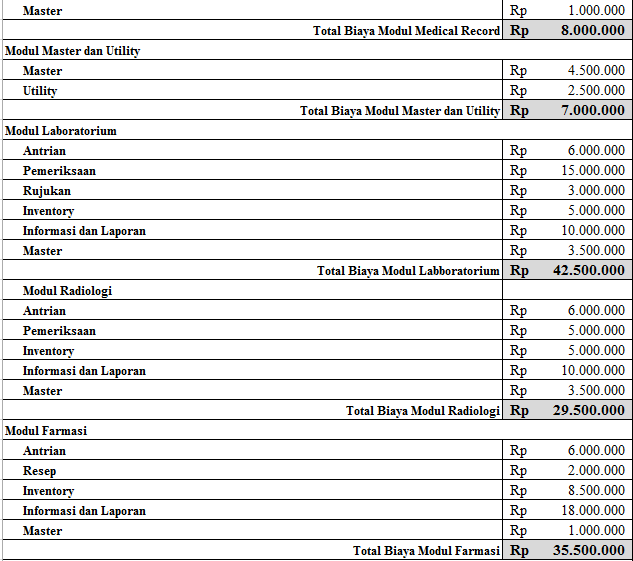 Master Rp 1.000.000
Total Biaya Modul Medical Record Rp 8.000.000
Modul Master dan Utility
Master Rp 4.500.000
Utility Rp 2.500.000
Total Biaya Modul Master dan Utility Rp 7.000.000
Modul Laboratorium
Antrian Rp 6.000.000
Pemeriksaan Rp 15.000.000
Rujukan Rp 3.000.000
Inventory Rp 5.000.000
Informasi dan Laporan Rp 10.000.000
Master Rp 3.500.000
Total Biaya Modul Labboratorium Rp 42.500.000
Modul Radiologi
Antrian Rp 6.000.000
Pemeriksaan Rp 5.000.000
Inventory Rp 5.000.000
Informasi dan Laporan Rp 10.000.000
Master Rp 3.500.000
Total Biaya Modul Radiologi Rp 29.500.000
Modul Farmasi
Antrian Rp 6.000.000
Resep Rp 2.000.000
Inventory Rp 8.500.000
Informasi dan Laporan Rp 18.000.000
Master Rp 1.000.000
Total Biaya Modul Farmasi Rp 35.500.000